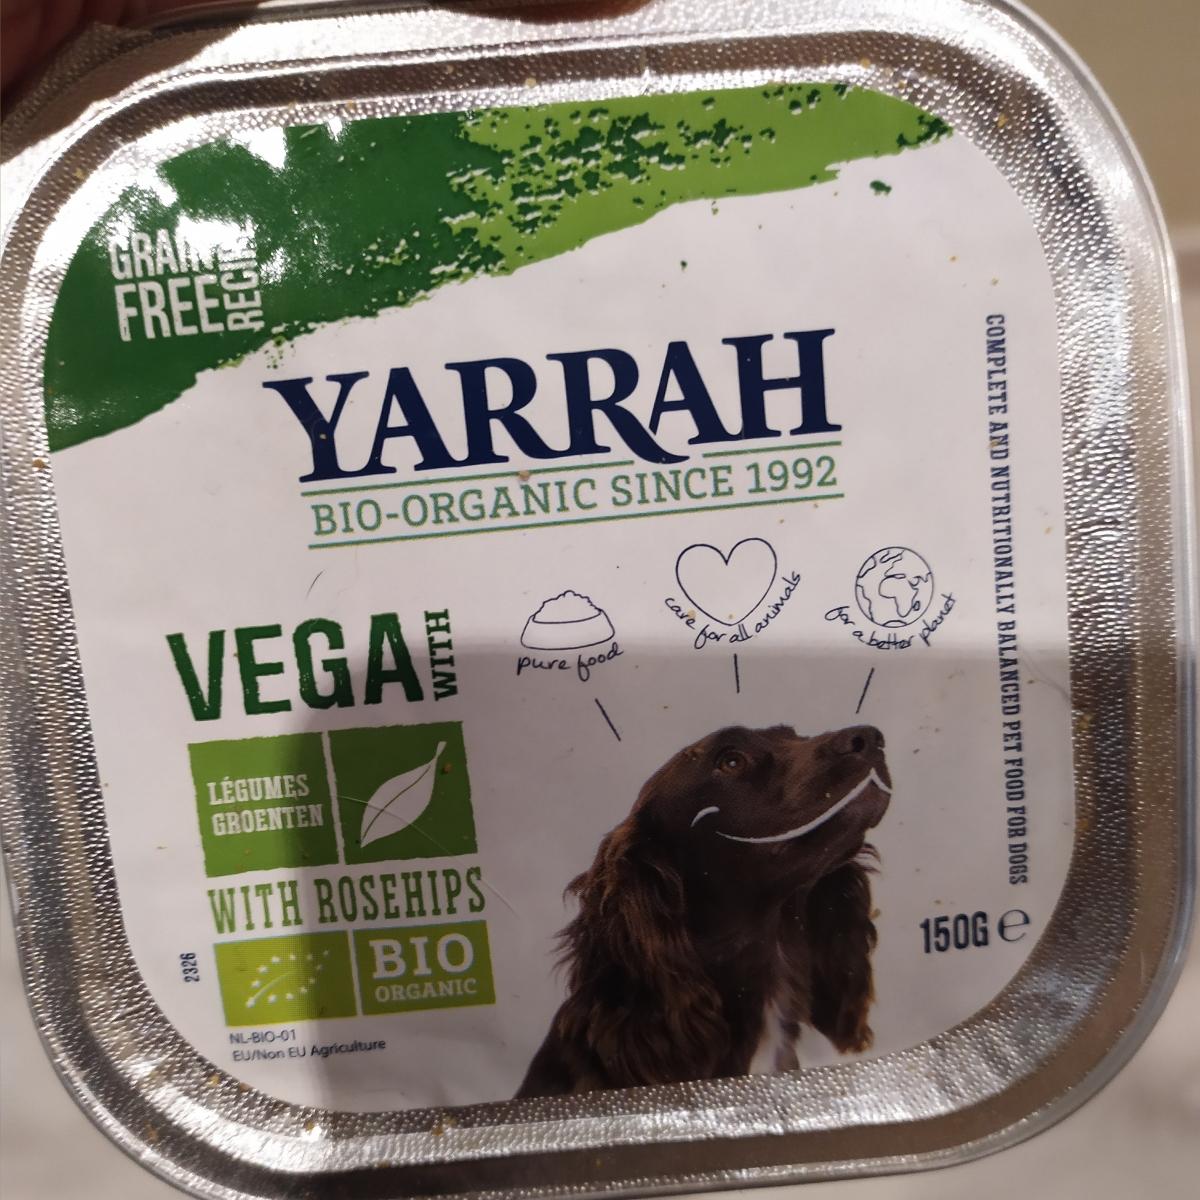 GRAIN
FREE
RECIPE
YARRAH
BIO-ORGANIC SINCE 1992
pure food
care for all animals
for a better planet
COMPLETE AND NUTRITIONALLY BALANCED PET FOOD FOR DOGS
VEGA
WITH
LÉGUMES
GROENTEN
WITH ROSEHIPS
BIO
ORGANIC
2326
NL-BIO-01
EU/Non EU Agriculture
150G ℮